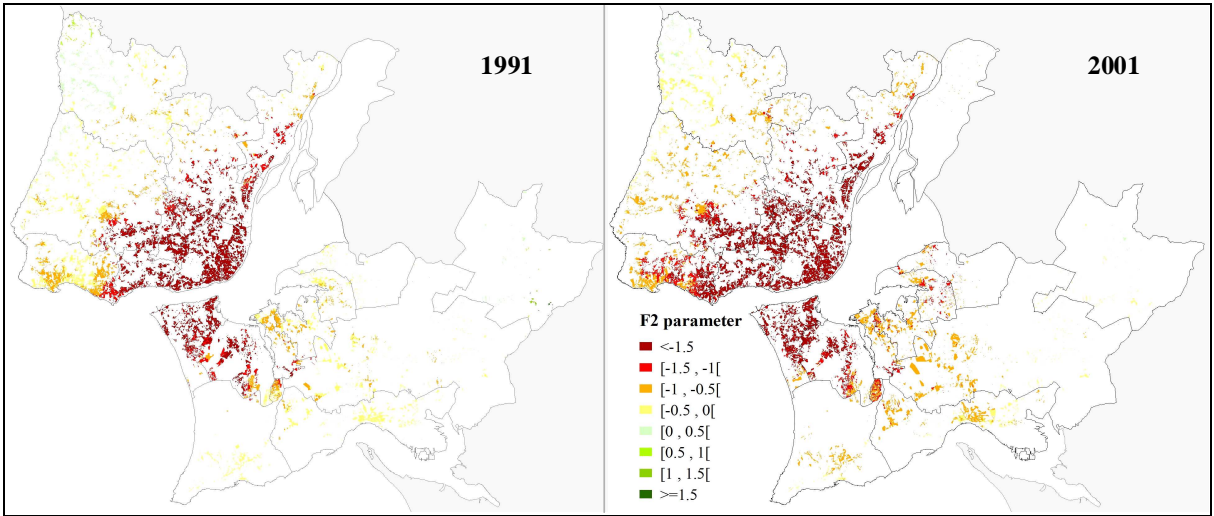 1991
2001
F2 parameter
<-1.5
[-1.5 , -1[
[-1 , -0.5[
[-0.5 , 0[
[0 , 0.5[
[0.5 , 1[
[1 , 1.5[
>=1.5